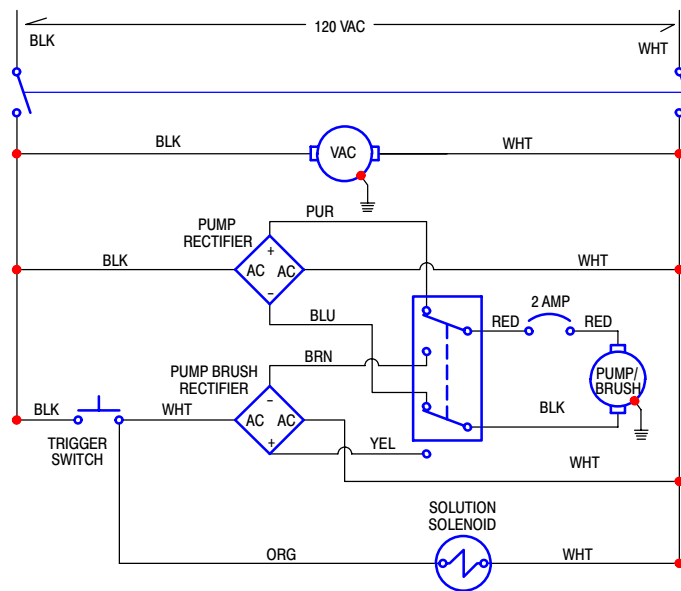 120 VAC
BLK
WHT
BLK
VAC
WHT
PUR
PUMP
RECTIFIER
+
BLK
AC AC
WHT
−
2 AMP
BLU
RED
RED
BRN
PUMP BRUSH
RECTIFIER
PUMP/
BRUSH
−
BLK
WHT
AC AC
BLK
+
YEL
TRIGGER
SWITCH
WHT
SOLUTION
SOLENOID
ORG
WHT